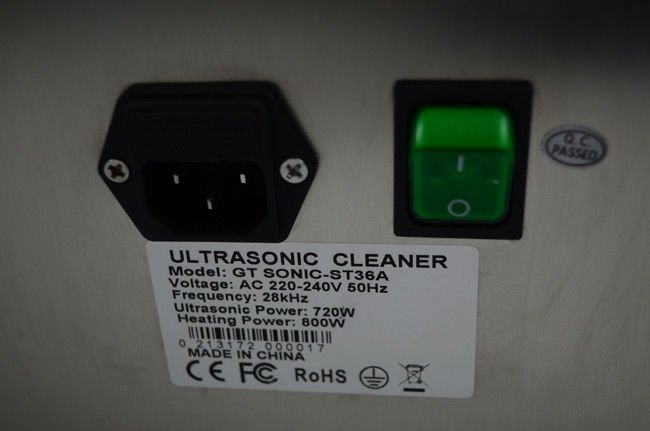 Q.C.
PASSED
ULTRASONIC CLEANER
Model: GT SONIC-ST36A
Voltage: AC 220-240V 50Hz
Frequency: 28kHz
Ultrasonic Power: 720W
Heating Power: 800W
0 213172 000017
MADE IN CHINA
CE FC RoHS